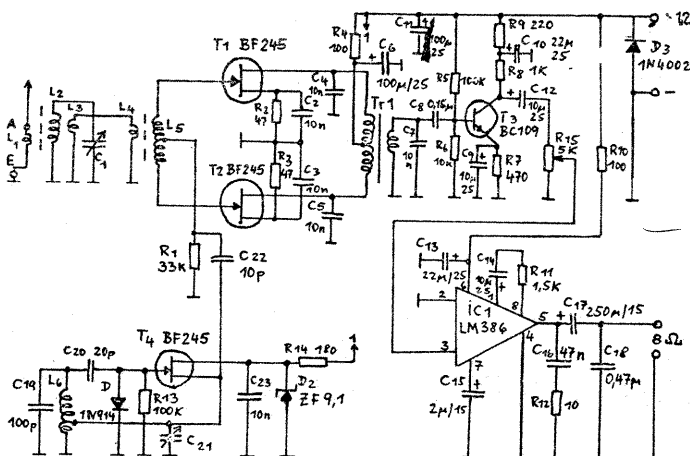 T1 BF245
R4 100
1
C11 100µ 25
C6 100µ/25
R9 220
C10 22µ 25
R8 1K
+12
D3 1N4002
–
L2
L3
L4
L5
A
L1
E
C1
C4 10n
C2 10n
R2 47
Tr1
C8 0,15µ
R5 100K
C7 10n
R6 10K
T3 BC109
C12 10µ 25
R15 5K
R10 100
C9 10µ 25
R7 470
T2 BF245
R3 47
C3 10n
C5 10n
R1 33K
C22 10p
C13 22µ/25
C14 10µ 25
R11 1,5K
6
1
8
2
IC1 LM386
5
3
7
4
C17 250µ/15
8Ω
C16 47n
C18 0,47µ
C15 2µ/15
R12 10
T4 BF245
R14 180
1
C20 20p
L6
D 1N914
R13 100K
C19 100p
C21
C23 10n
D2 ZF9,1